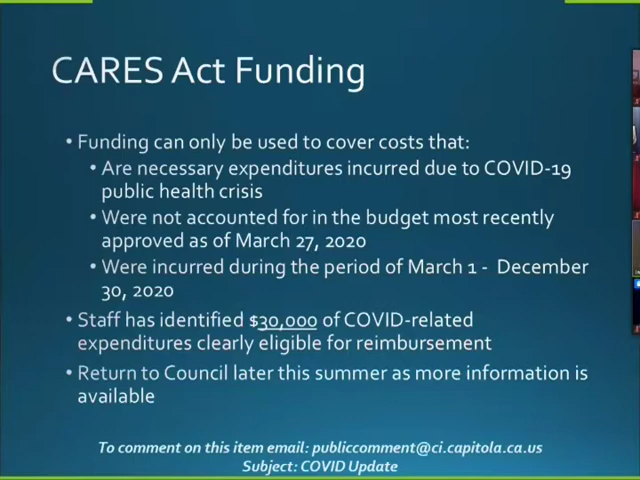 CARES Act Funding
• Funding can only be used to cover costs that:
• Are necessary expenditures incurred due to COVID-19
public health crisis
• Were not accounted for in the budget most recently
approved as of March 27, 2020
• Were incurred during the period of March 1 - December
30, 2020
• Staff has identified $30,000 of COVID-related
expenditures clearly eligible for reimbursement
• Return to Council later this summer as more information is
available
To comment on this item email: publiccomment@ci.capitola.ca.us
Subject: COVID Update